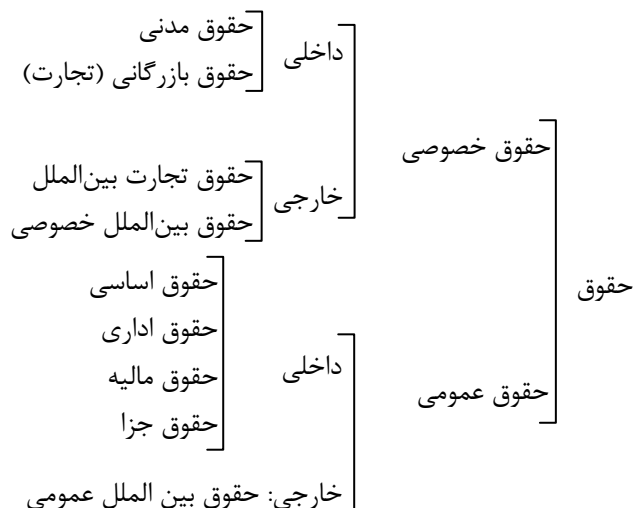 حقوق
حقوق خصوصی
داخلی
حقوق مدنی
حقوق بازرگانی (تجارت)
خارجی
حقوق تجارت بین‌الملل
حقوق بین‌الملل خصوصی
حقوق عمومی
داخلی
حقوق اساسی
حقوق اداری
حقوق مالیه
حقوق جزا
خارجی: حقوق بین الملل عمومی